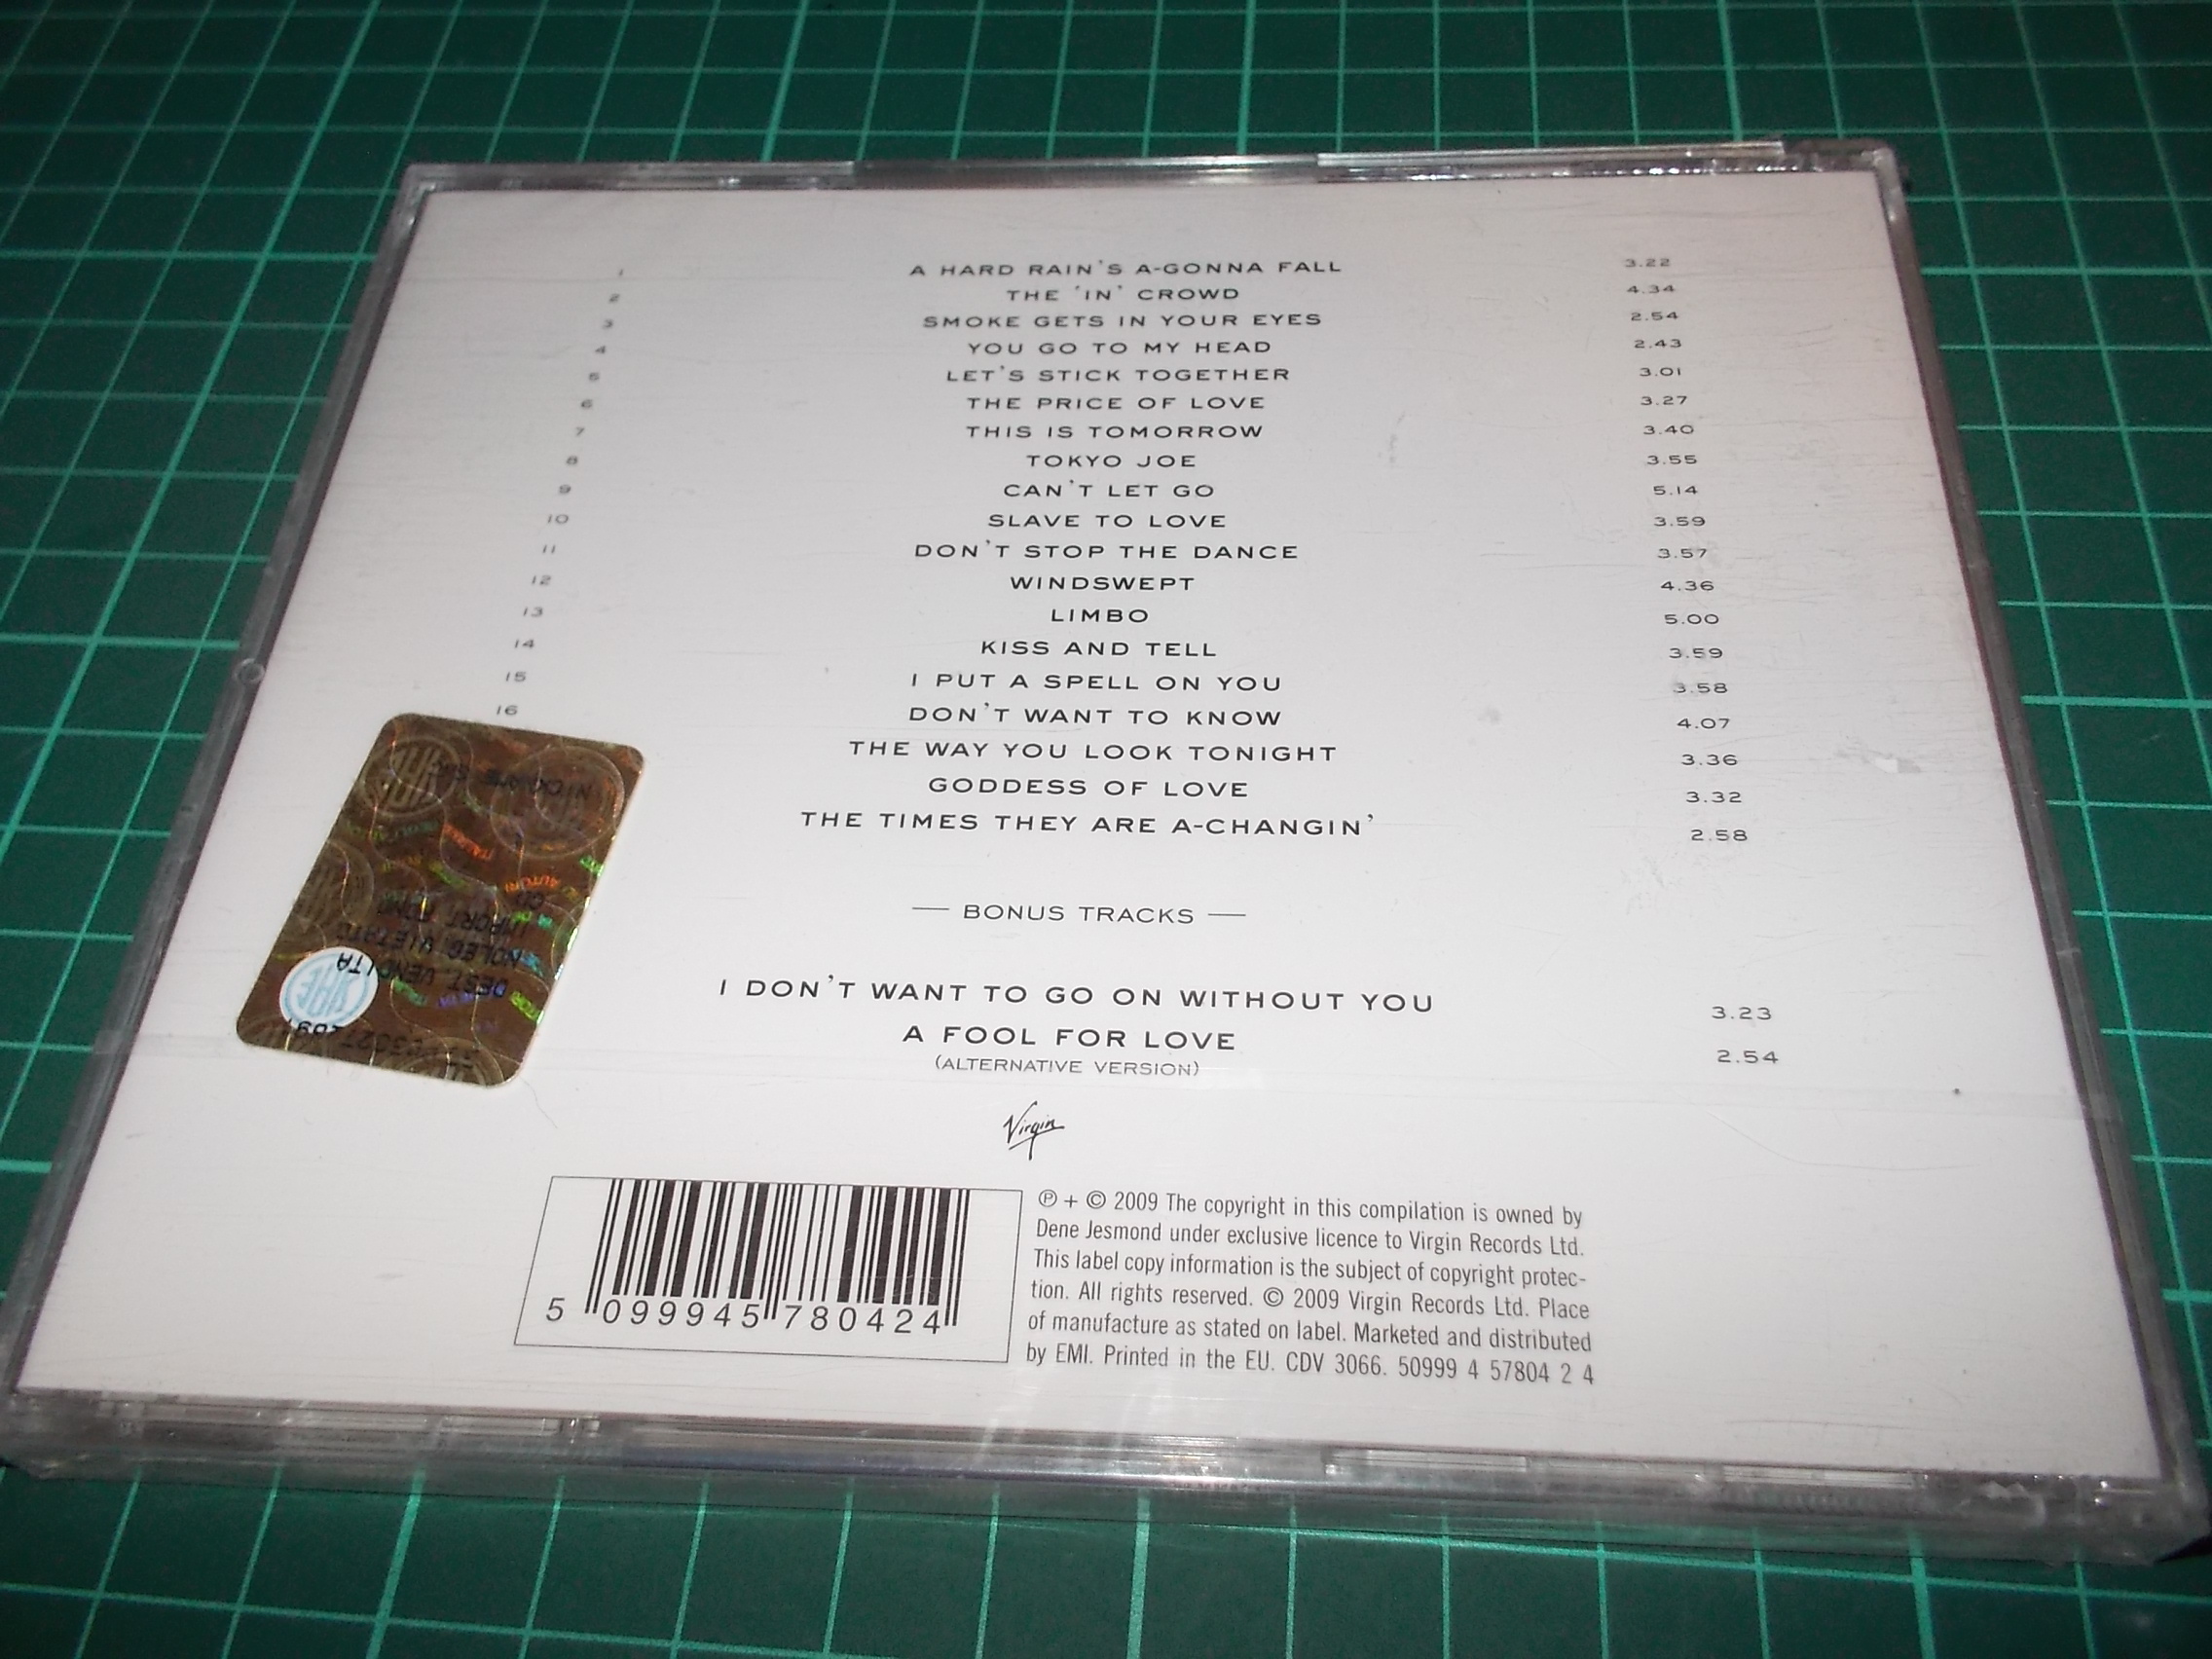 1 A HARD RAIN'S A-GONNA FALL 3.22
2 THE 'IN' CROWD 4.34
3 SMOKE GETS IN YOUR EYES 2.54
4 YOU GO TO MY HEAD 2.43
5 LET'S STICK TOGETHER 3.01
6 THE PRICE OF LOVE 3.27
7 THIS IS TOMORROW 3.40
8 TOKYO JOE 3.55
9 CAN'T LET GO 5.14
10 SLAVE TO LOVE 3.59
11 DON'T STOP THE DANCE 3.57
12 WINDSWEPT 4.36
13 LIMBO 5.00
14 KISS AND TELL 3.59
15 I PUT A SPELL ON YOU 3.58
16 DON'T WANT TO KNOW 4.07
THE WAY YOU LOOK TONIGHT 3.36
GODDESS OF LOVE 3.32
THE TIMES THEY ARE A-CHANGIN' 2.58
— BONUS TRACKS —
I DON'T WANT TO GO ON WITHOUT YOU 3.23
A FOOL FOR LOVE 2.54
(ALTERNATIVE VERSION)
Virgin
5 099945 780424
℗ + © 2009 The copyright in this compilation is owned by
Dene Jesmond under exclusive licence to Virgin Records Ltd.
This label copy information is the subject of copyright protec-
tion. All rights reserved. © 2009 Virgin Records Ltd. Place
of manufacture as stated on label. Marketed and distributed
by EMI. Printed in the EU. CDV 3066. 50999 4 57804 2 4
SIAE
DEST. VENDITA
NOLEG. VIETATO
IMPORT
CD